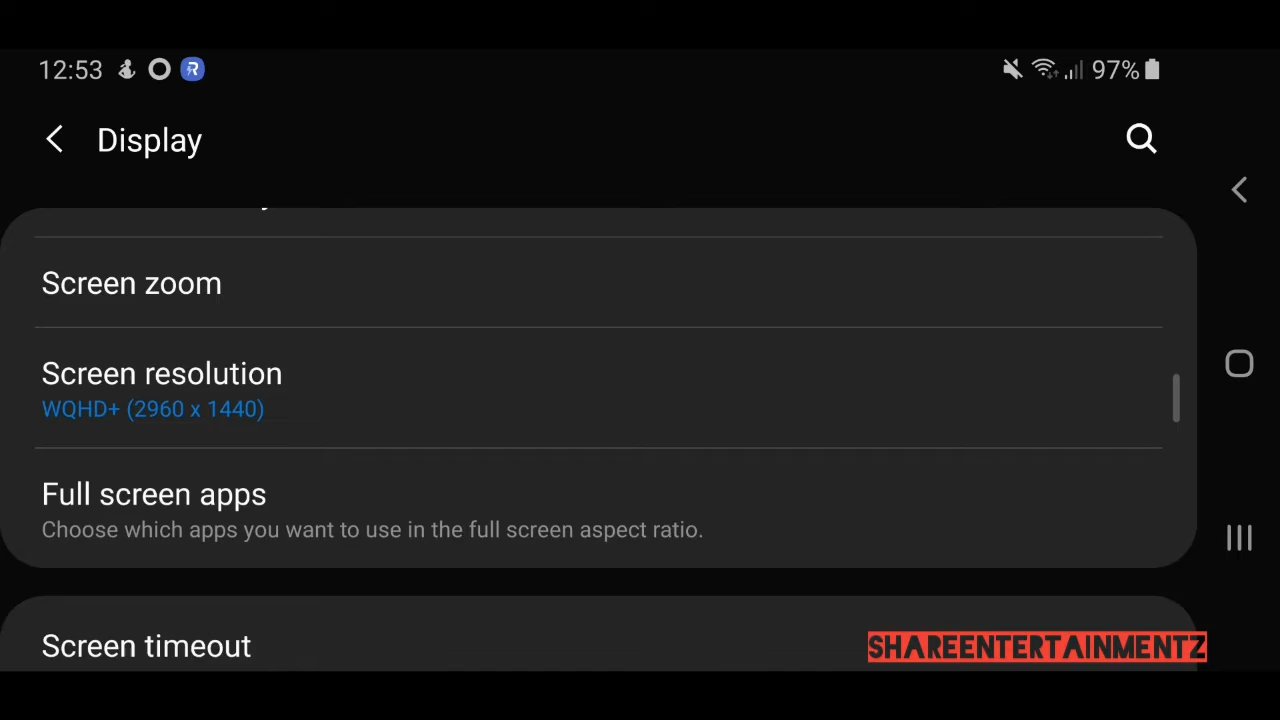 12:53
97%
Display
Screen zoom
Screen resolution
WQHD+ (2960 x 1440)
Full screen apps
Choose which apps you want to use in the full screen aspect ratio.
Screen timeout
SHAREENTERTAINMENTZ